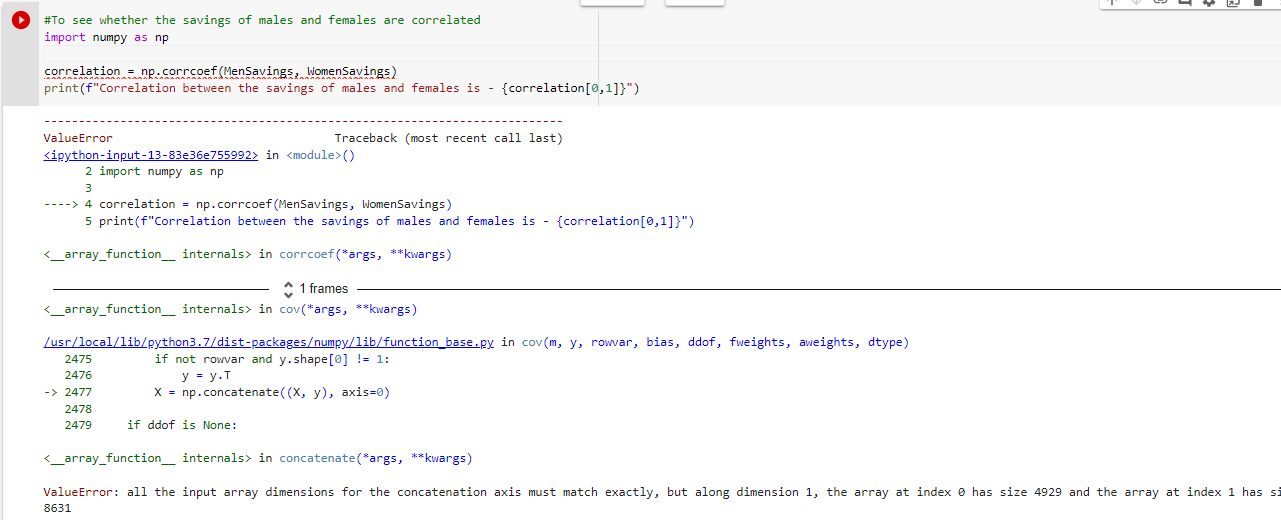 #To see whether the savings of males and females are correlated
import numpy as np
correlation = np.corrcoef(MenSavings, WomenSavings)
print(f"Correlation between the savings of males and females is - {correlation[0,1]}")
---------------------------------------------------------------------------
ValueError                                Traceback (most recent call last)
<ipython-input-13-83e36e755992> in <module>()
      2 import numpy as np
      3
----> 4 correlation = np.corrcoef(MenSavings, WomenSavings)
      5 print(f"Correlation between the savings of males and females is - {correlation[0,1]}")
<__array_function__ internals> in corrcoef(*args, **kwargs)
1 frames
<__array_function__ internals> in cov(*args, **kwargs)
/usr/local/lib/python3.7/dist-packages/numpy/lib/function_base.py in cov(m, y, rowvar, bias, ddof, fweights, aweights, dtype)
   2475         if not rowvar and y.shape[0] != 1:
   2476             y = y.T
-> 2477         X = np.concatenate((X, y), axis=0)
   2478
   2479     if ddof is None:
<__array_function__ internals> in concatenate(*args, **kwargs)
ValueError: all the input array dimensions for the concatenation axis must match exactly, but along dimension 1, the array at index 0 has size 4929 and the array at index 1 has si
8631